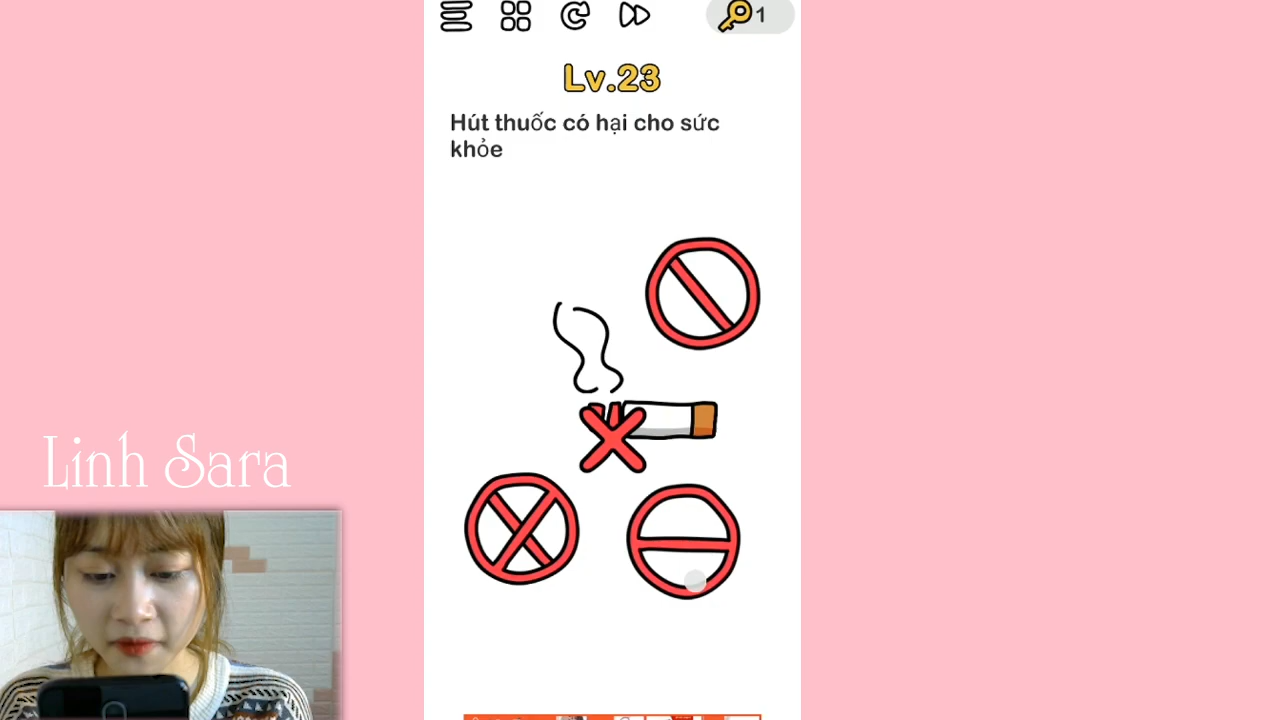 1
Lv.23
Hút thuốc có hại cho sức
khỏe
Linh Sara